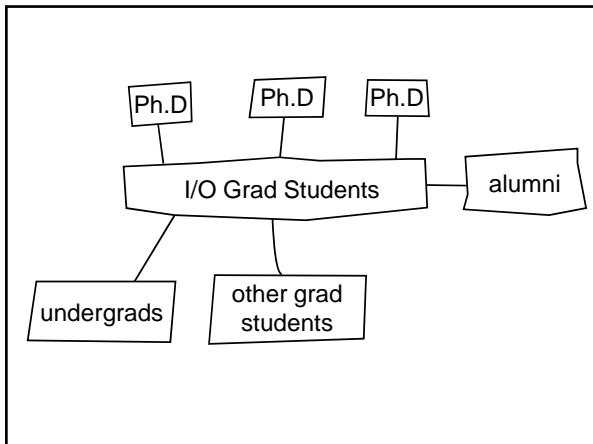 Ph.D
Ph.D
Ph.D
I/O Grad Students
alumni
undergrads
other grad
students